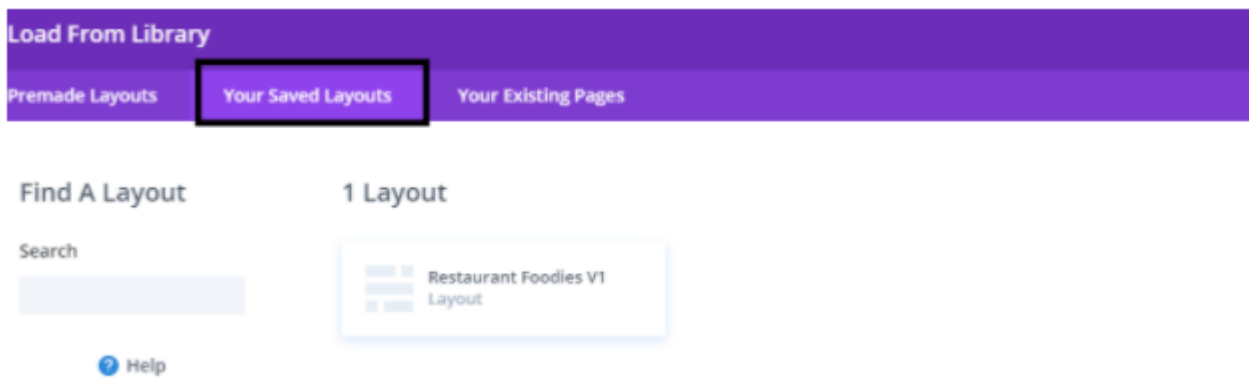 Load From Library
Premade Layouts Your Saved Layouts Your Existing Pages
Find A Layout
Search
? Help
1 Layout
Restaurant Foodies V1
Layout